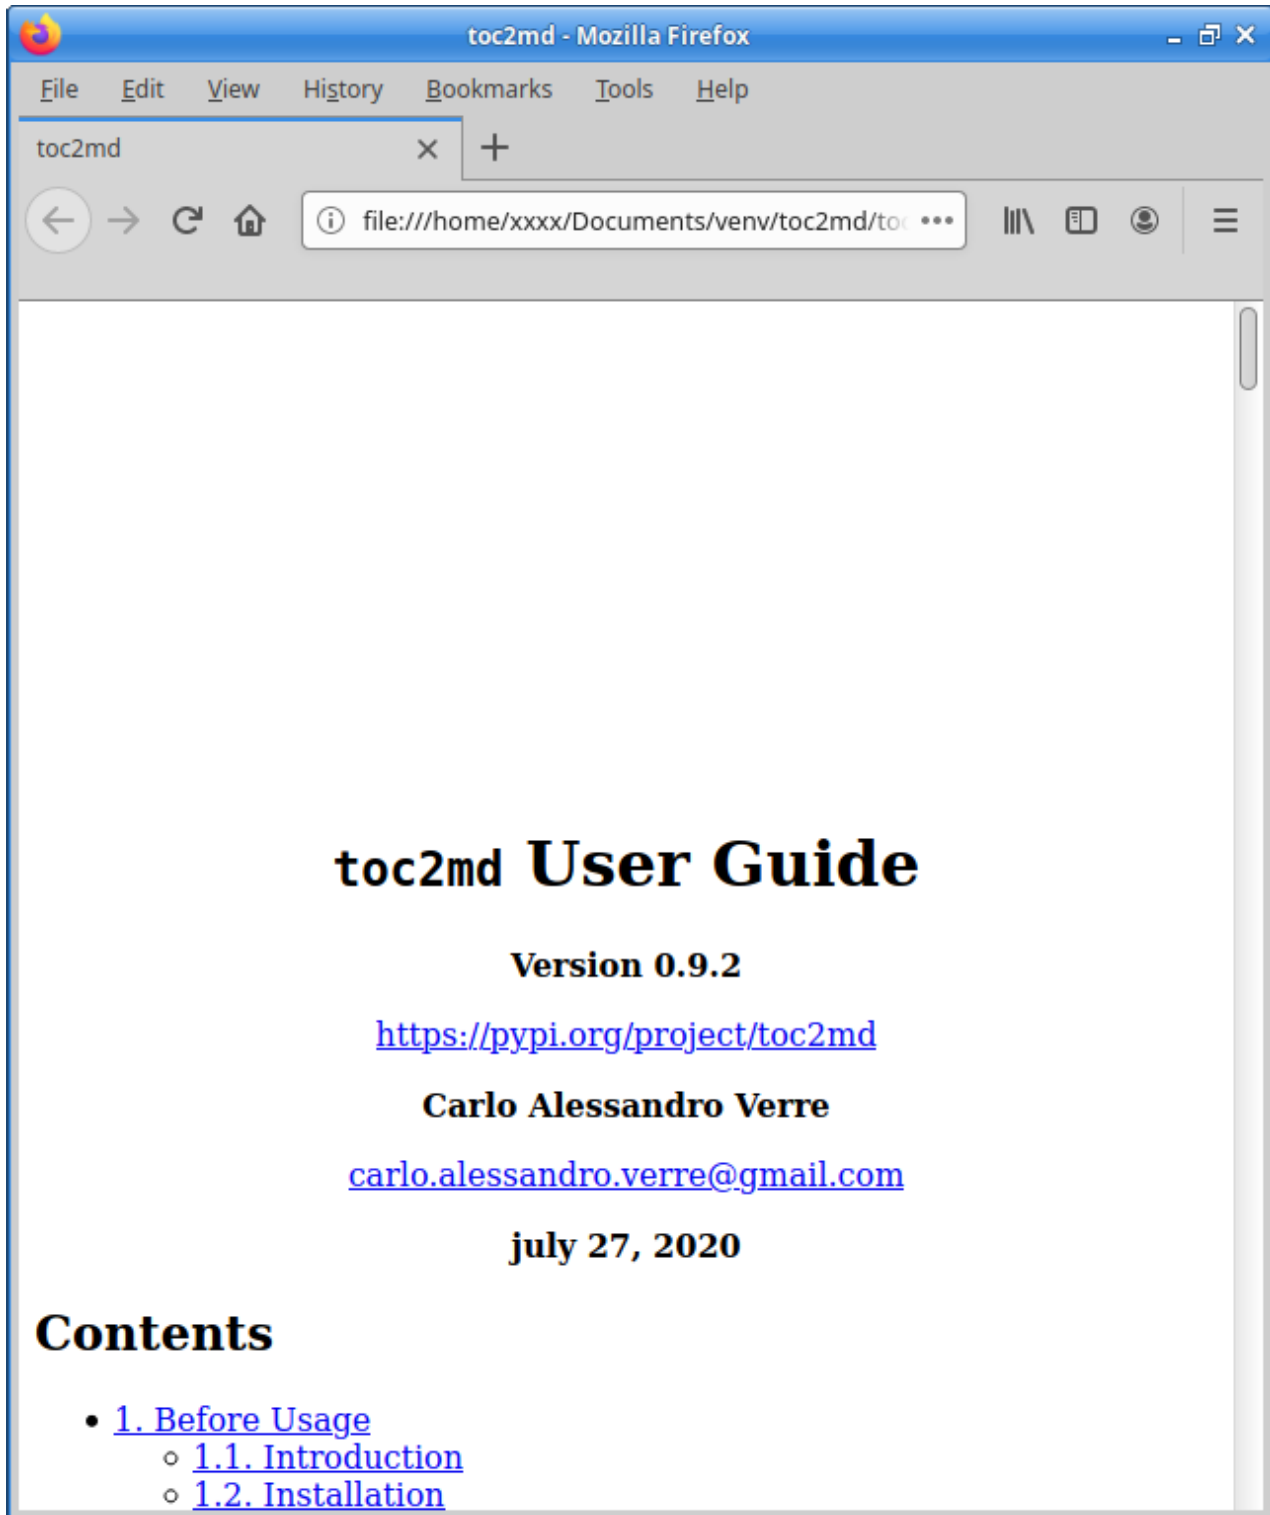 toc2md - Mozilla Firefox
File Edit View History Bookmarks Tools Help
toc2md
file:///home/xxxx/Documents/venv/toc2md/toc
toc2md User Guide
Version 0.9.2
https://pypi.org/project/toc2md
Carlo Alessandro Verre
carlo.alessandro.verre@gmail.com
july 27, 2020
Contents
1. Before Usage
1.1. Introduction
1.2. Installation